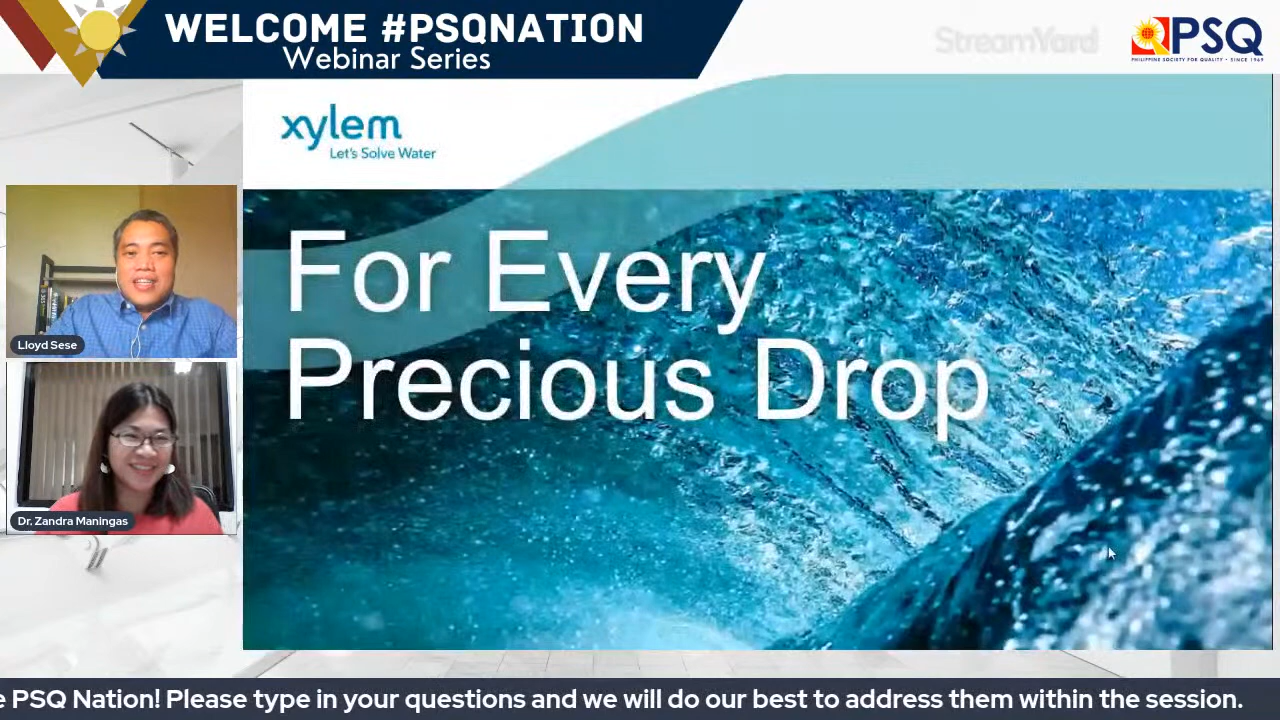 WELCOME #PSQNATION
Webinar Series
StreamYard
PSQ
PHILIPPINE SOCIETY FOR QUALITY • SINCE 1969
xylem
Let's Solve Water
For Every
Precious Drop
Lloyd Sese
Dr. Zandra Maningas
e PSQ Nation! Please type in your questions and we will do our best to address them within the session.